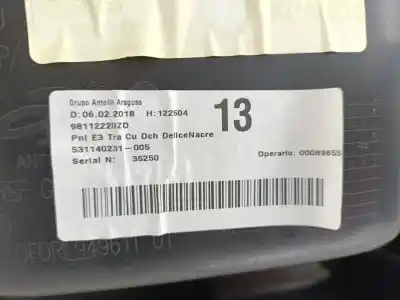 Grupo Antolin Aragusa
D: 06.02.2018 H: 122504
98112220ZD
Pnl E3 Tra Cu Dch DeliceNacre
531140231-005
Serial N: 35250
Operario: 00089655
13